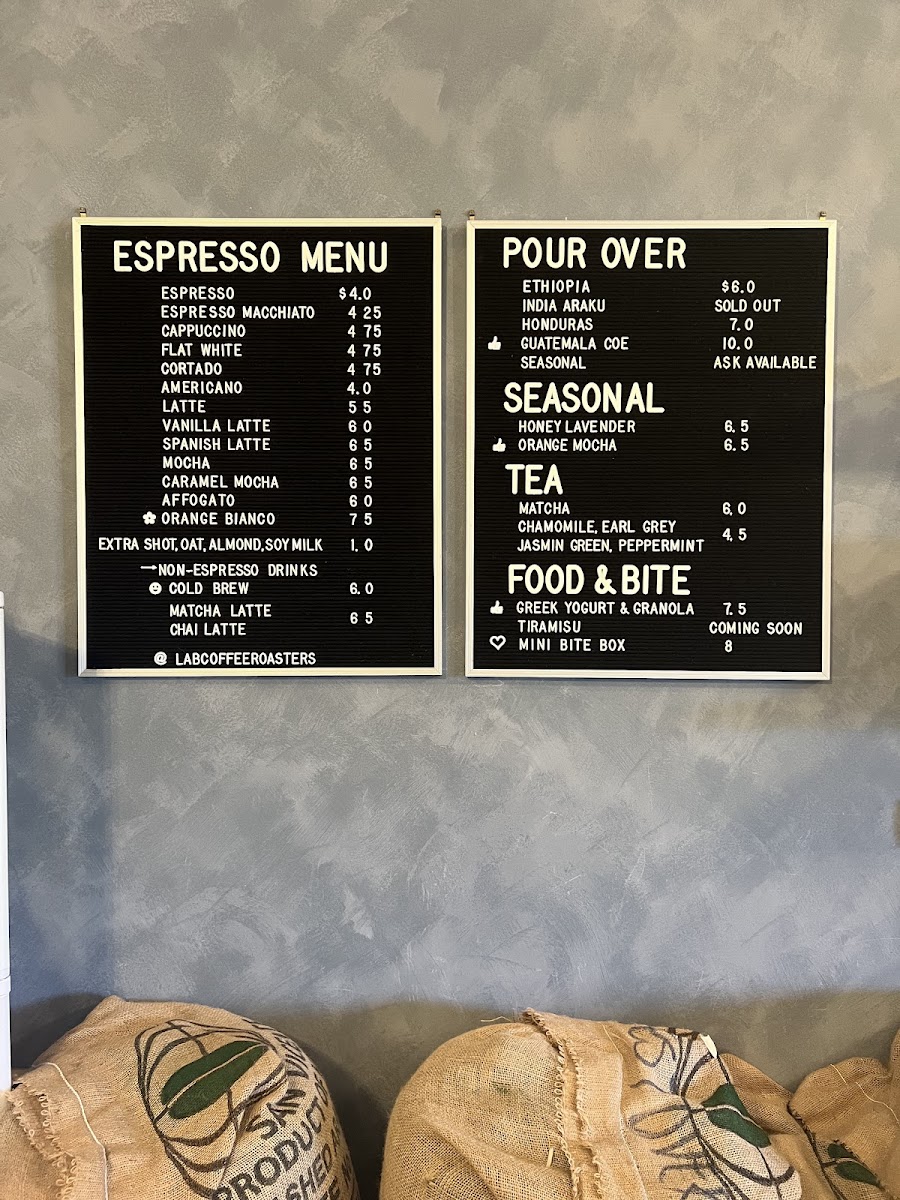 ESPRESSO MENU
ESPRESSO $4.0
ESPRESSO MACCHIATO 4 25
CAPPUCCINO 4 75
FLAT WHITE 4 75
CORTADO 4 75
AMERICANO 4.0
LATTE 5 5
VANILLA LATTE 6 0
SPANISH LATTE 6 5
MOCHA 6 5
CARAMEL MOCHA 6 5
AFFOGATO 6 0
ORANGE BIANCO 7 5
EXTRA SHOT, OAT, ALMOND, SOY MILK 1.0
→NON-ESPRESSO DRINKS
COLD BREW 6.0
MATCHA LATTE
CHAI LATTE 6 5
@ LABCOFFEEROASTERS
POUR OVER
ETHIOPIA $6.0
INDIA ARAKU SOLD OUT
HONDURAS 7.0
GUATEMALA COE 10.0
SEASONAL ASK AVAILABLE
SEASONAL
HONEY LAVENDER 6.5
ORANGE MOCHA 6.5
TEA
MATCHA 6.0
CHAMOMILE, EARL GREY
JASMIN GREEN, PEPPERMINT 4.5
FOOD & BITE
GREEK YOGURT & GRANOLA 7.5
TIRAMISU COMING SOON
MINI BITE BOX 8
SAN
PRODUCT